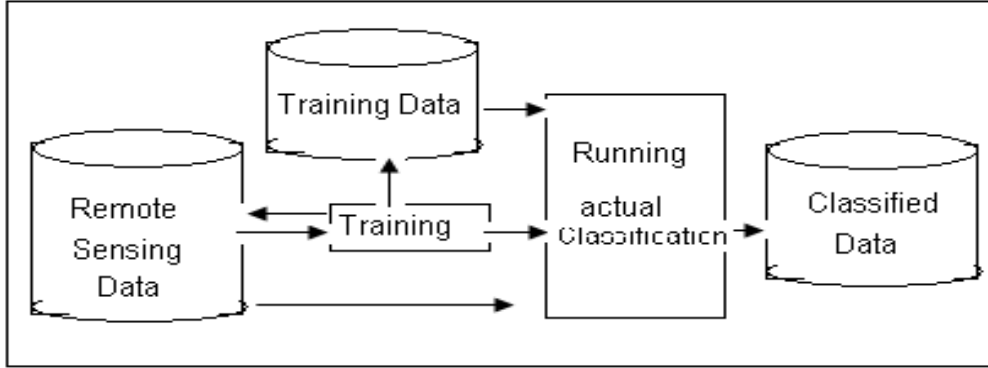 Training Data
Remote
Sensing
Data
Training
Running
actual
Classification
Classified
Data